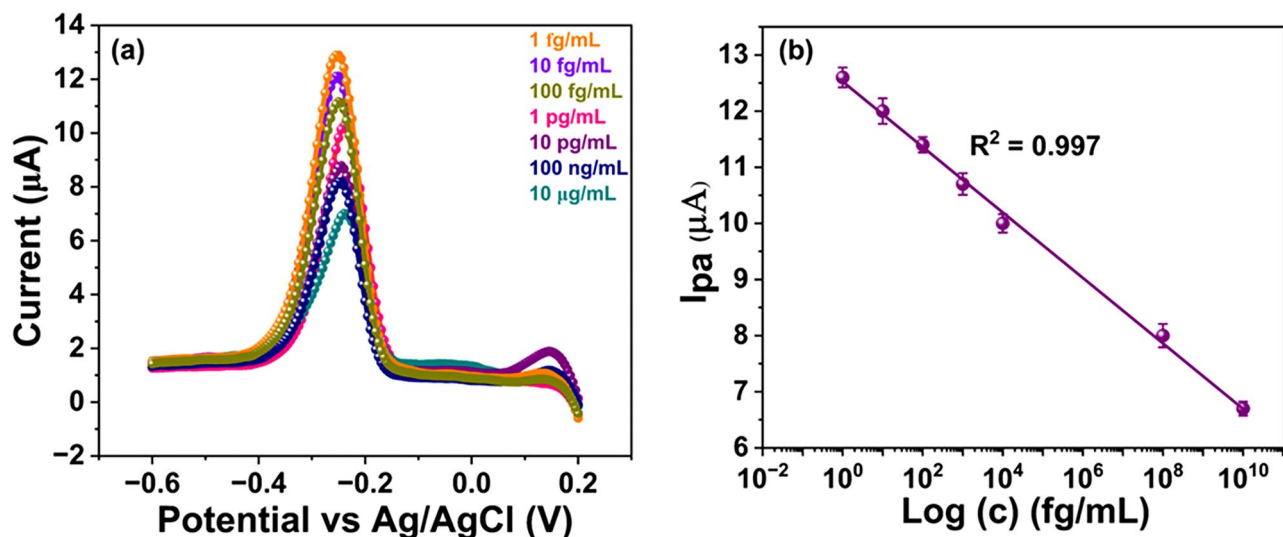 (a)
1 fg/mL
10 fg/mL
100 fg/mL
1 pg/mL
10 pg/mL
100 ng/mL
10 μg/mL
14
12
10
8
6
4
2
0
−2
Current (μA)
−0.6 −0.4 −0.2 0.0 0.2
Potential vs Ag/AgCl (V)
(b)
R² = 0.997
13
12
11
10
9
8
7
6
Ipa (μA)
10⁻² 10⁰ 10² 10⁴ 10⁶ 10⁸ 10¹⁰
Log (c) (fg/mL)